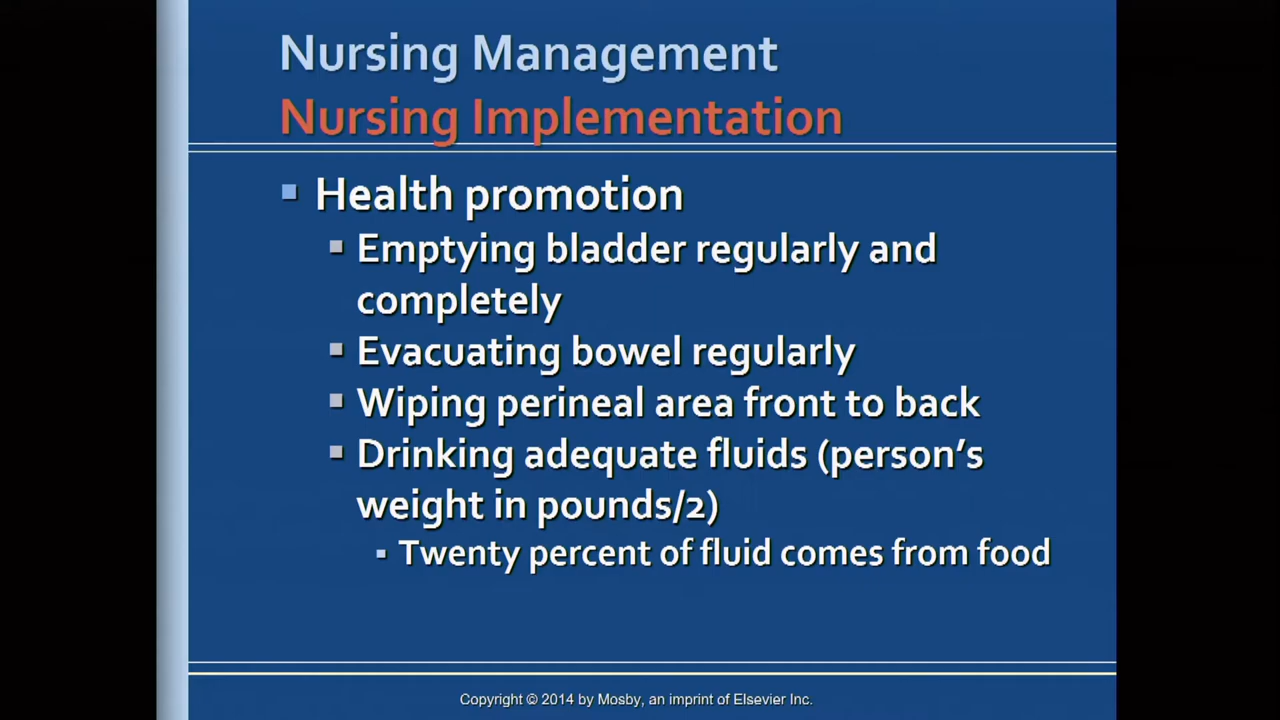 Nursing Management
Nursing Implementation
Health promotion
Emptying bladder regularly and
completely
Evacuating bowel regularly
Wiping perineal area front to back
Drinking adequate fluids (person’s
weight in pounds/2)
Twenty percent of fluid comes from food
Copyright © 2014 by Mosby, an imprint of Elsevier Inc.